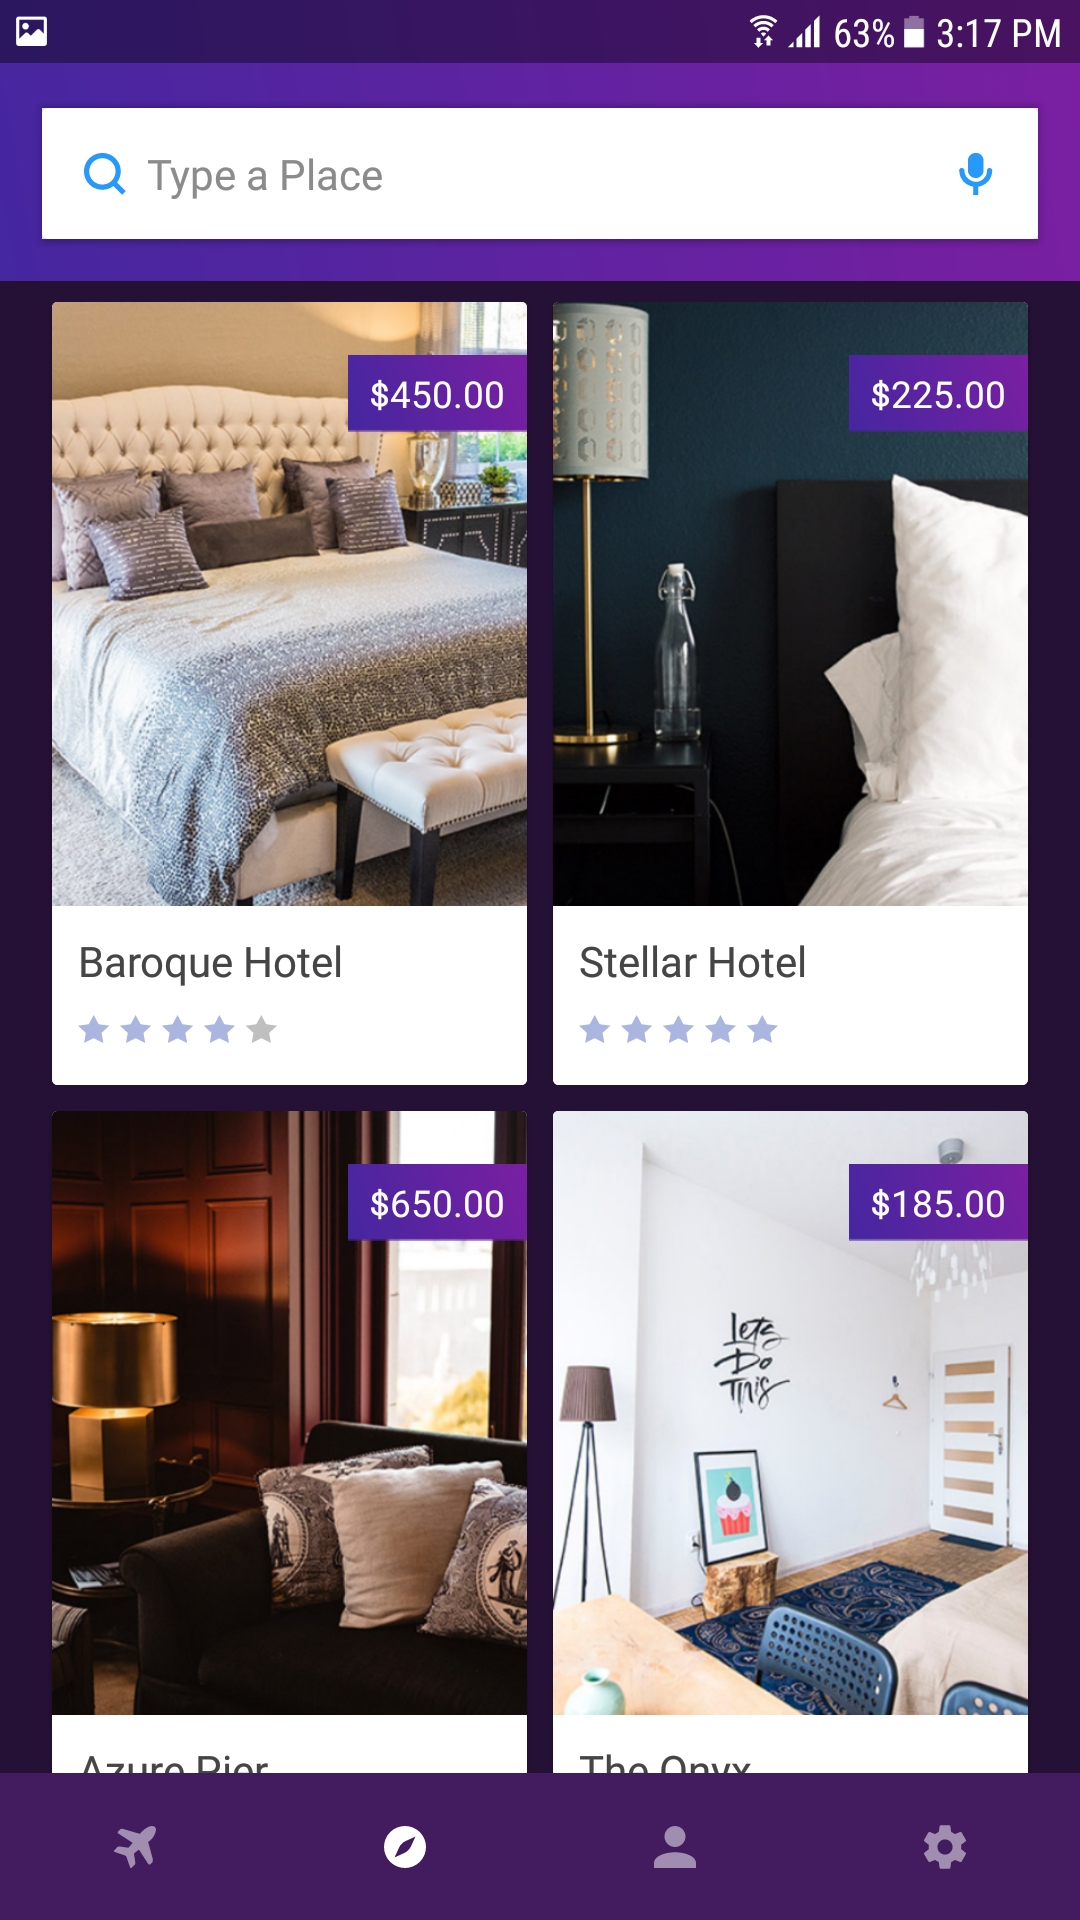 63% 3:17 PM
Type a Place
$450.00
$225.00
Baroque Hotel
Stellar Hotel
$650.00
$185.00
Lets
Do
This
Azure Pier
The Onyx